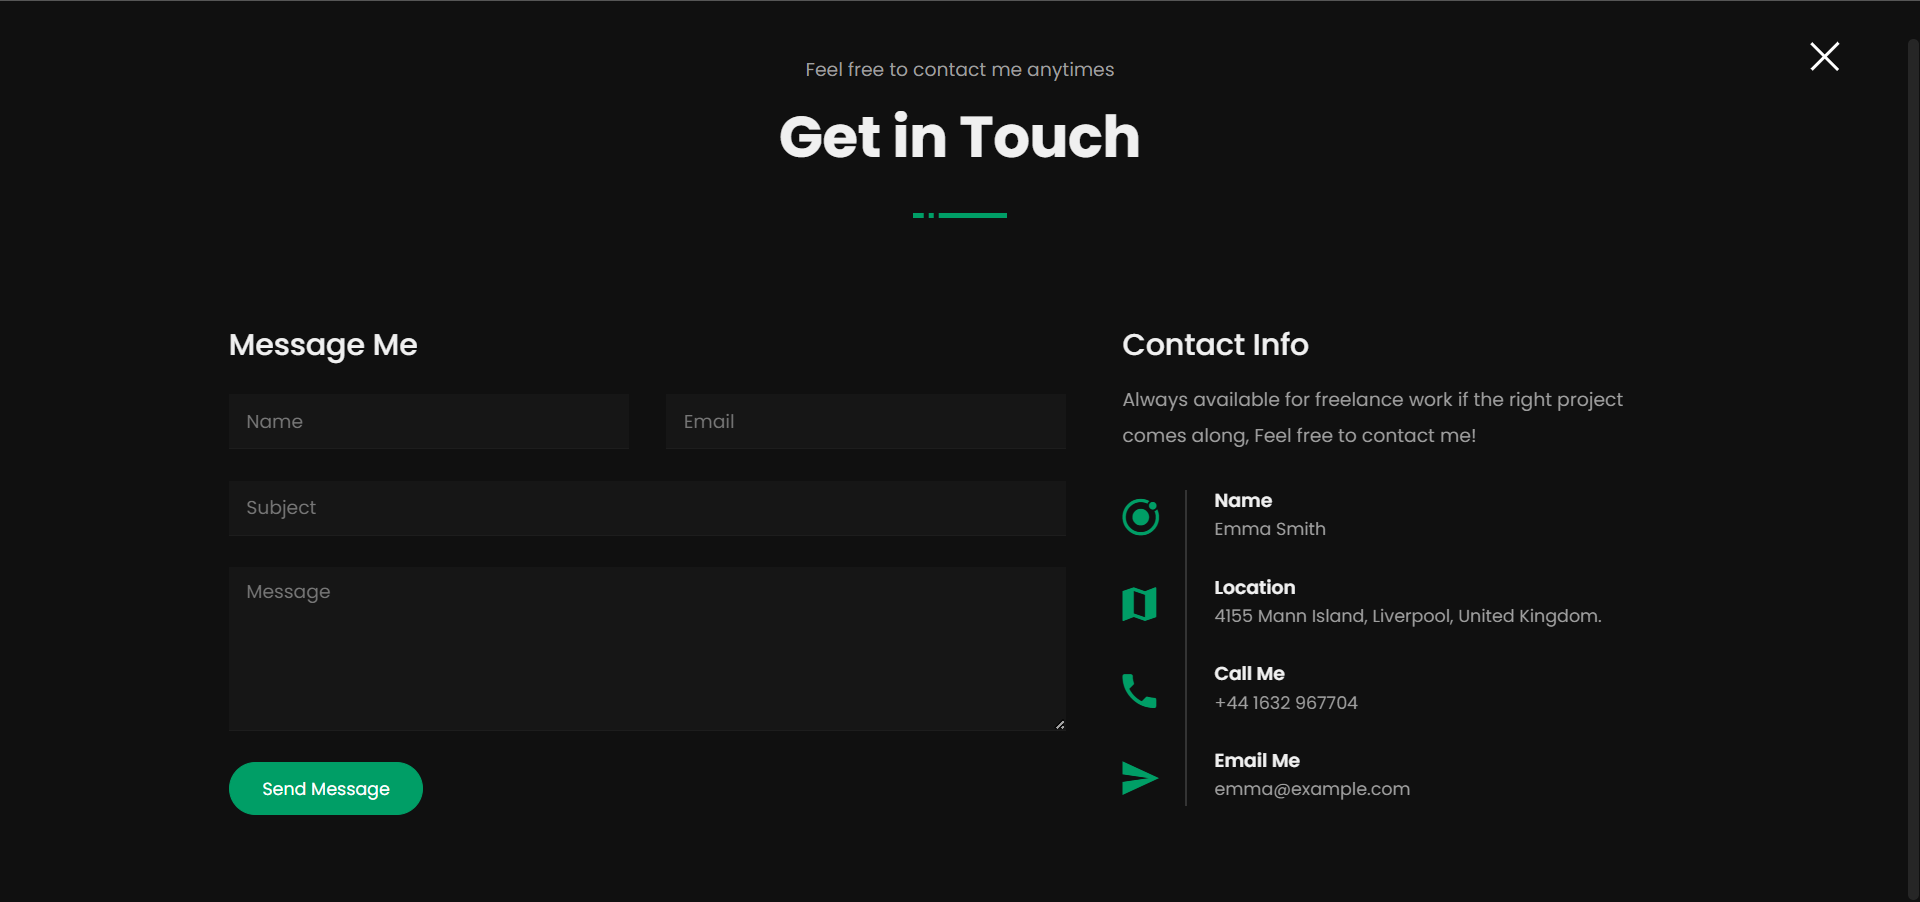 Feel free to contact me anytimes
Get in Touch
Message Me
Name
Email
Subject
Message
Send Message
Contact Info
Always available for freelance work if the right project
comes along, Feel free to contact me!
Name
Emma Smith
Location
4155 Mann Island, Liverpool, United Kingdom.
Call Me
+44 1632 967704
Email Me
emma@example.com